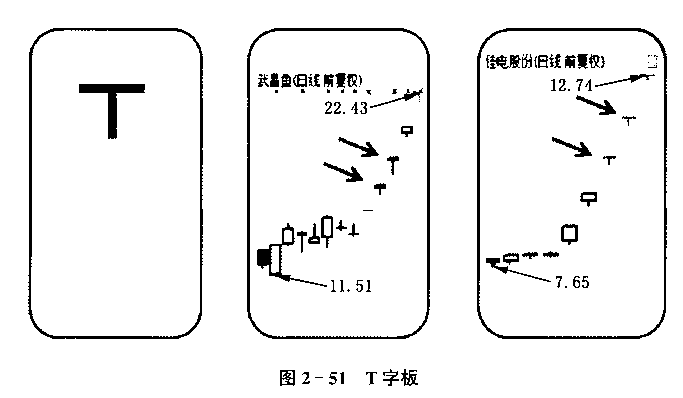 武昌鱼(日线 前复权)
22.43
11.51
佳电股份(日线 前复权)
12.74
7.65
图 2-51 T 字板